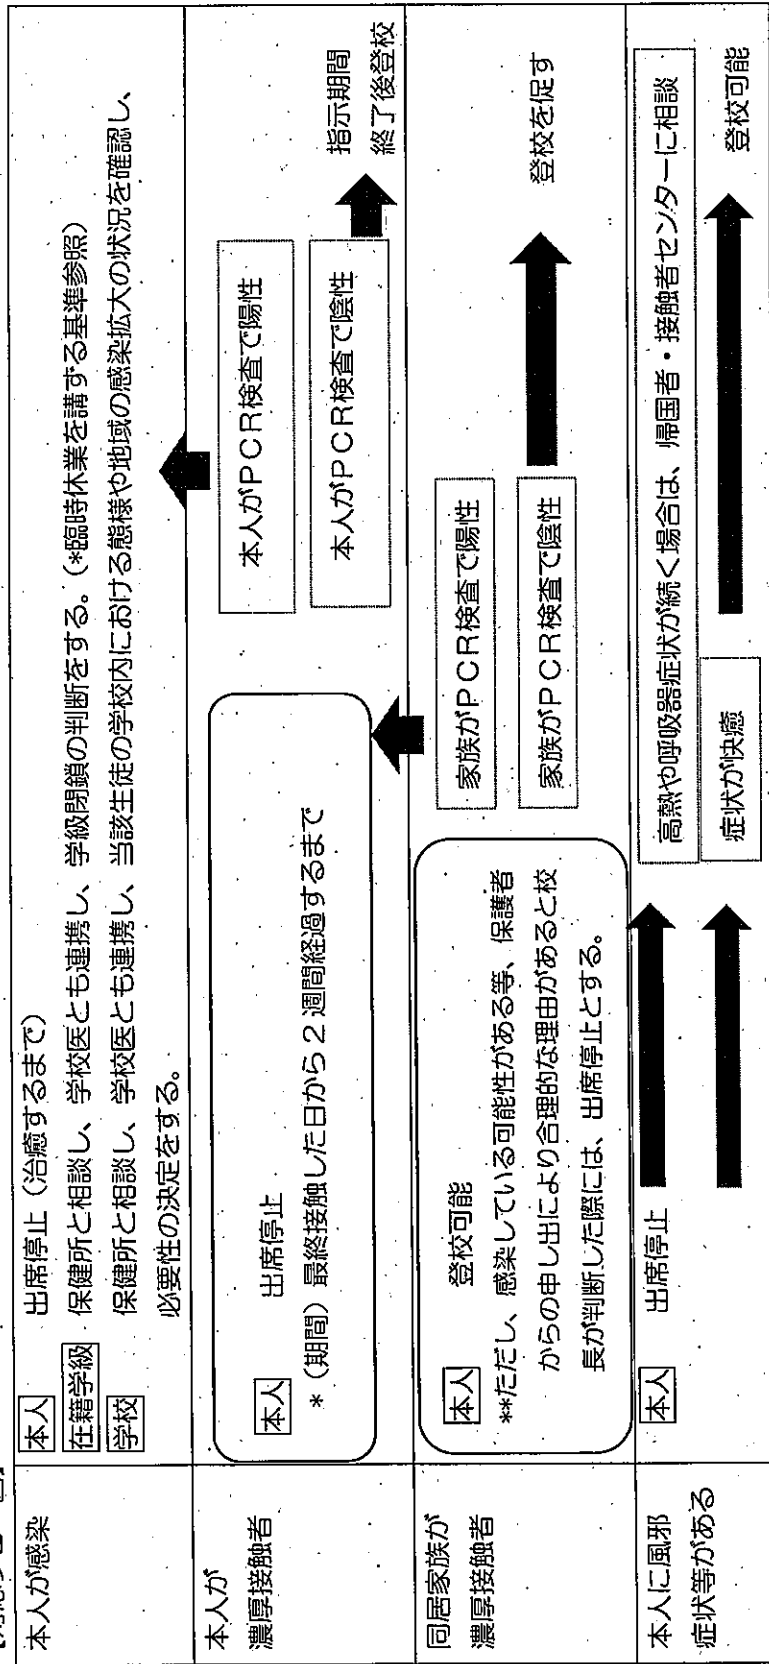 本人が感染
本人 出席停止（治癒するまで）
在籍学級 保健所と相談し、学校医とも連携し、学級閉鎖の判断をする。（*臨時休業を講ずる基準参照）
学校 保健所と相談し、学校医とも連携し、当該生徒の学校内における態様や地域の感染拡大の状況を確認し、
必要性の決定をする。
本人が
濃厚接触者
本人 出席停止
*（期間）最終接触した日から２週間経過するまで
本人がＰＣＲ検査で陽性
本人がＰＣＲ検査で陰性
指示期間
終了後登校
同居家族が
濃厚接触者
本人 登校可能
**ただし、感染している可能性がある等、保護者
からの申し出により合理的な理由があると校
長が判断した際には、出席停止とする。
家族がＰＣＲ検査で陽性
家族がＰＣＲ検査で陰性
登校を促す
本人に風邪
症状等がある
本人 出席停止
高熱や呼吸器症状が続く場合は、帰国者・接触者センターに相談
症状が快癒
登校可能